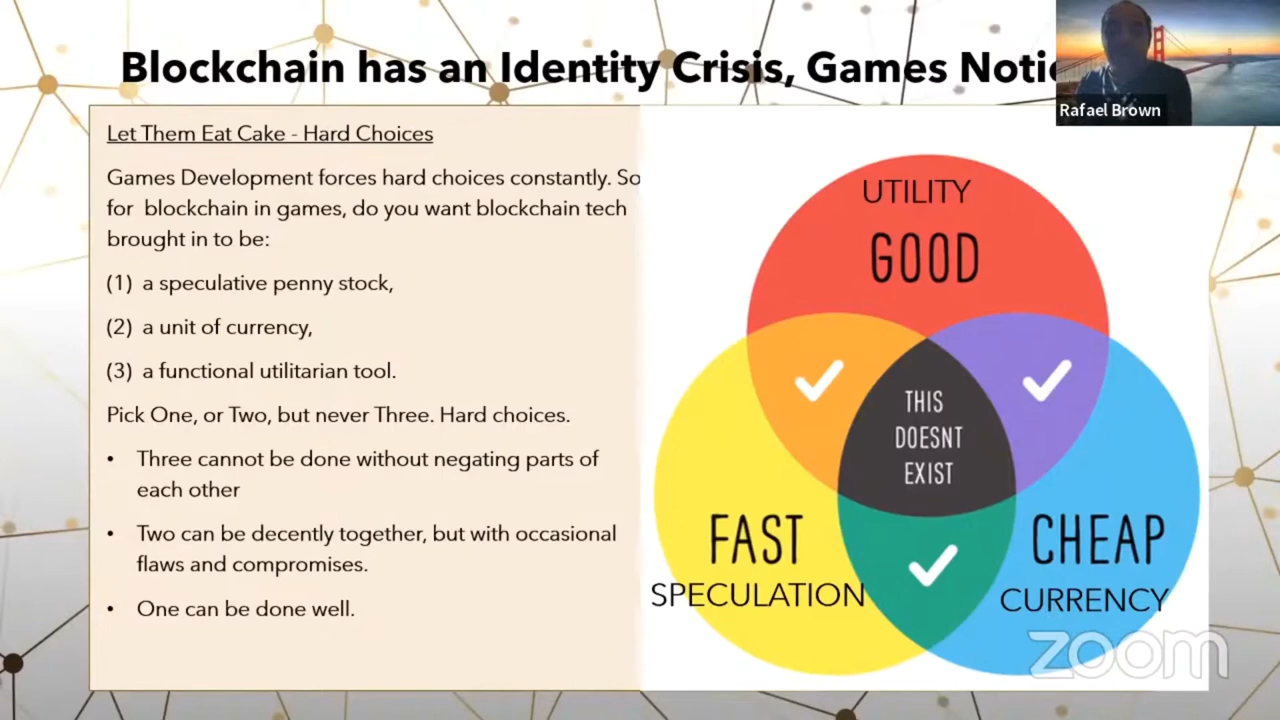 Blockchain has an Identity Crisis, Games Notic
Rafael Brown
Let Them Eat Cake - Hard Choices
Games Development forces hard choices constantly. So
for blockchain in games, do you want blockchain tech
brought in to be:
(1) a speculative penny stock,
(2) a unit of currency,
(3) a functional utilitarian tool.
Pick One, or Two, but never Three. Hard choices.
• Three cannot be done without negating parts of
each other
• Two can be decently together, but with occasional
flaws and compromises.
• One can be done well.
UTILITY
GOOD
THIS
DOESNT
EXIST
FAST
SPECULATION
CHEAP
CURRENCY
zoom